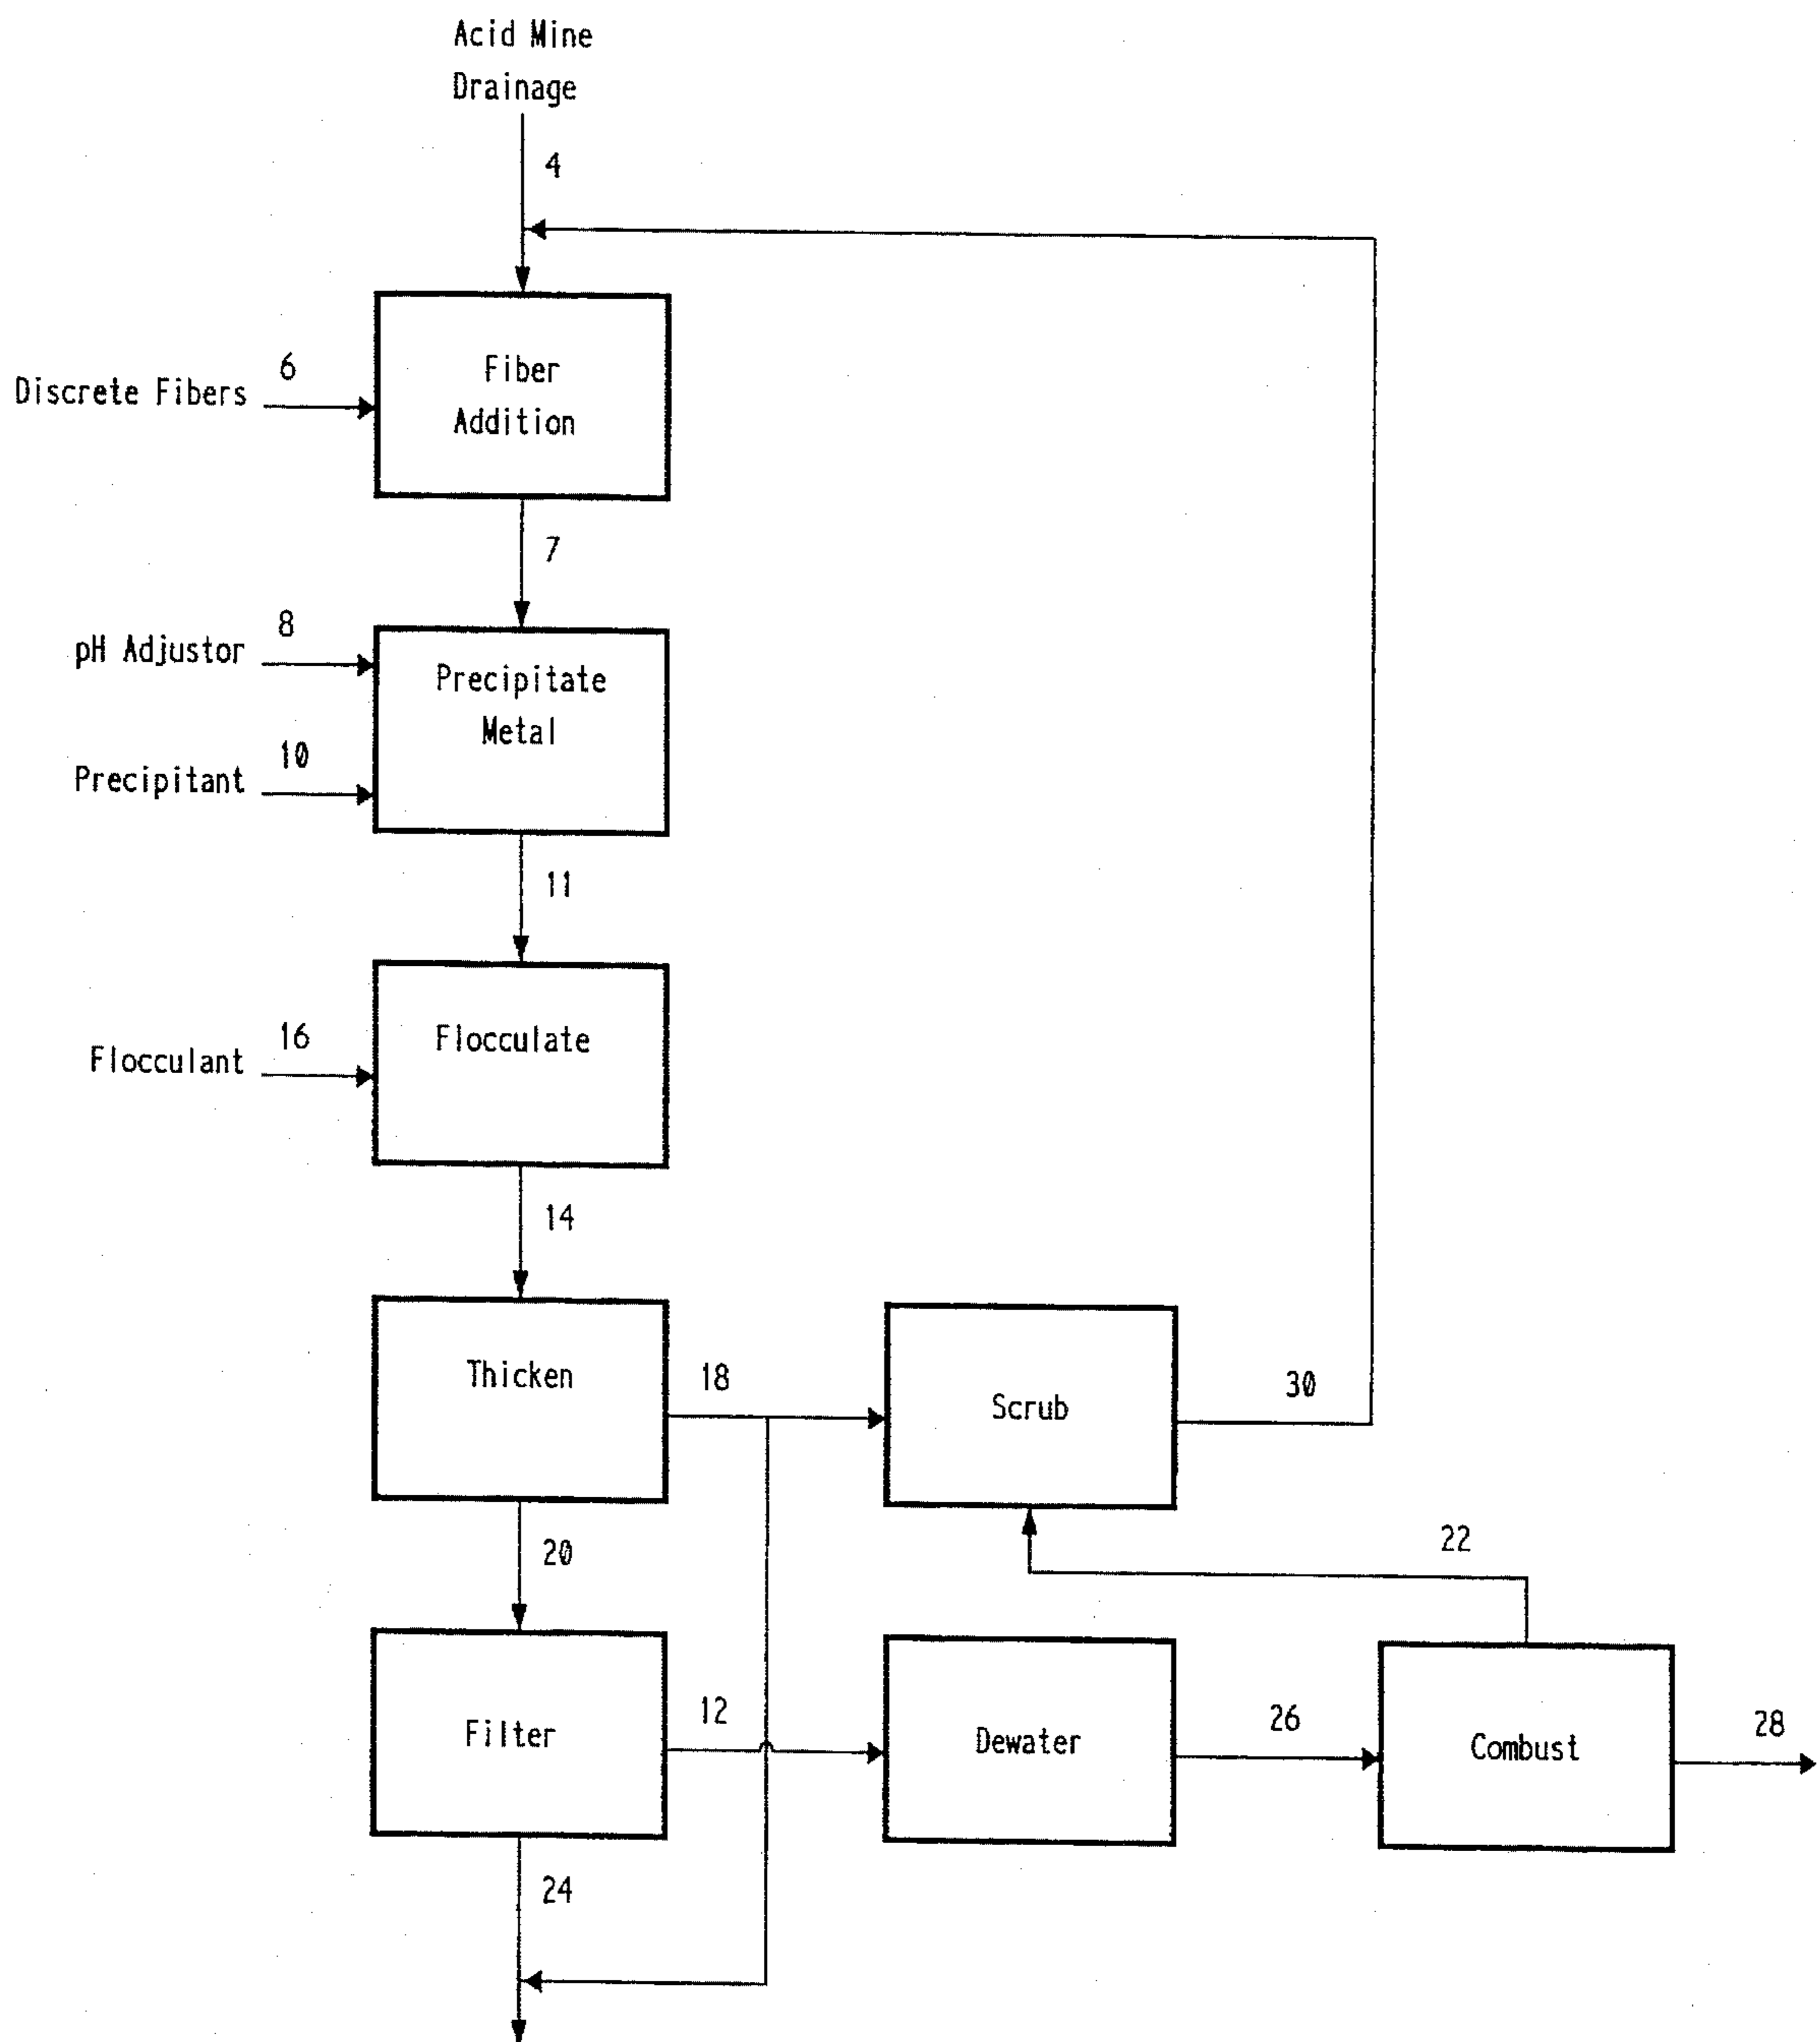 Acid Mine
Drainage
4
Discrete Fibers
6
Fiber
Addition
7
pH Adjustor
8
Precipitate
Metal
Precipitant
10
11
Flocculant
16
Flocculate
14
Thicken
18
Scrub
30
20
22
Filter
12
Dewater
26
Combust
28
24